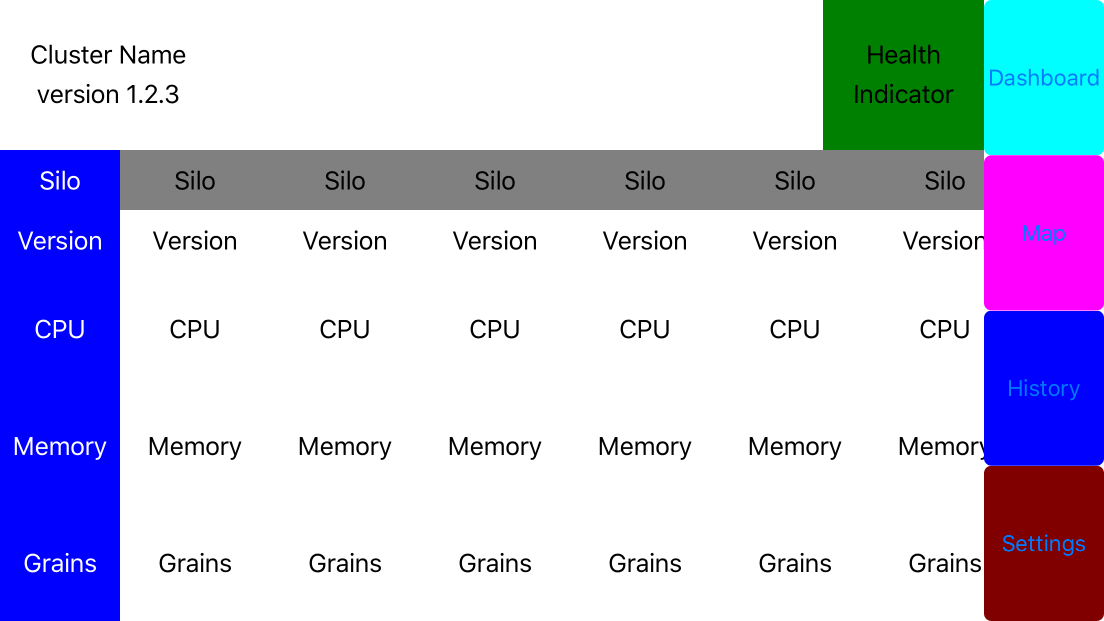 Cluster Name
version 1.2.3
Health
Indicator
Dashboard
Silo Silo Silo Silo Silo Silo Silo
Version Version Version Version Version Version Version
Map
CPU CPU CPU CPU CPU CPU CPU
History
Memory Memory Memory Memory Memory Memory Memory
Settings
Grains Grains Grains Grains Grains Grains Grains